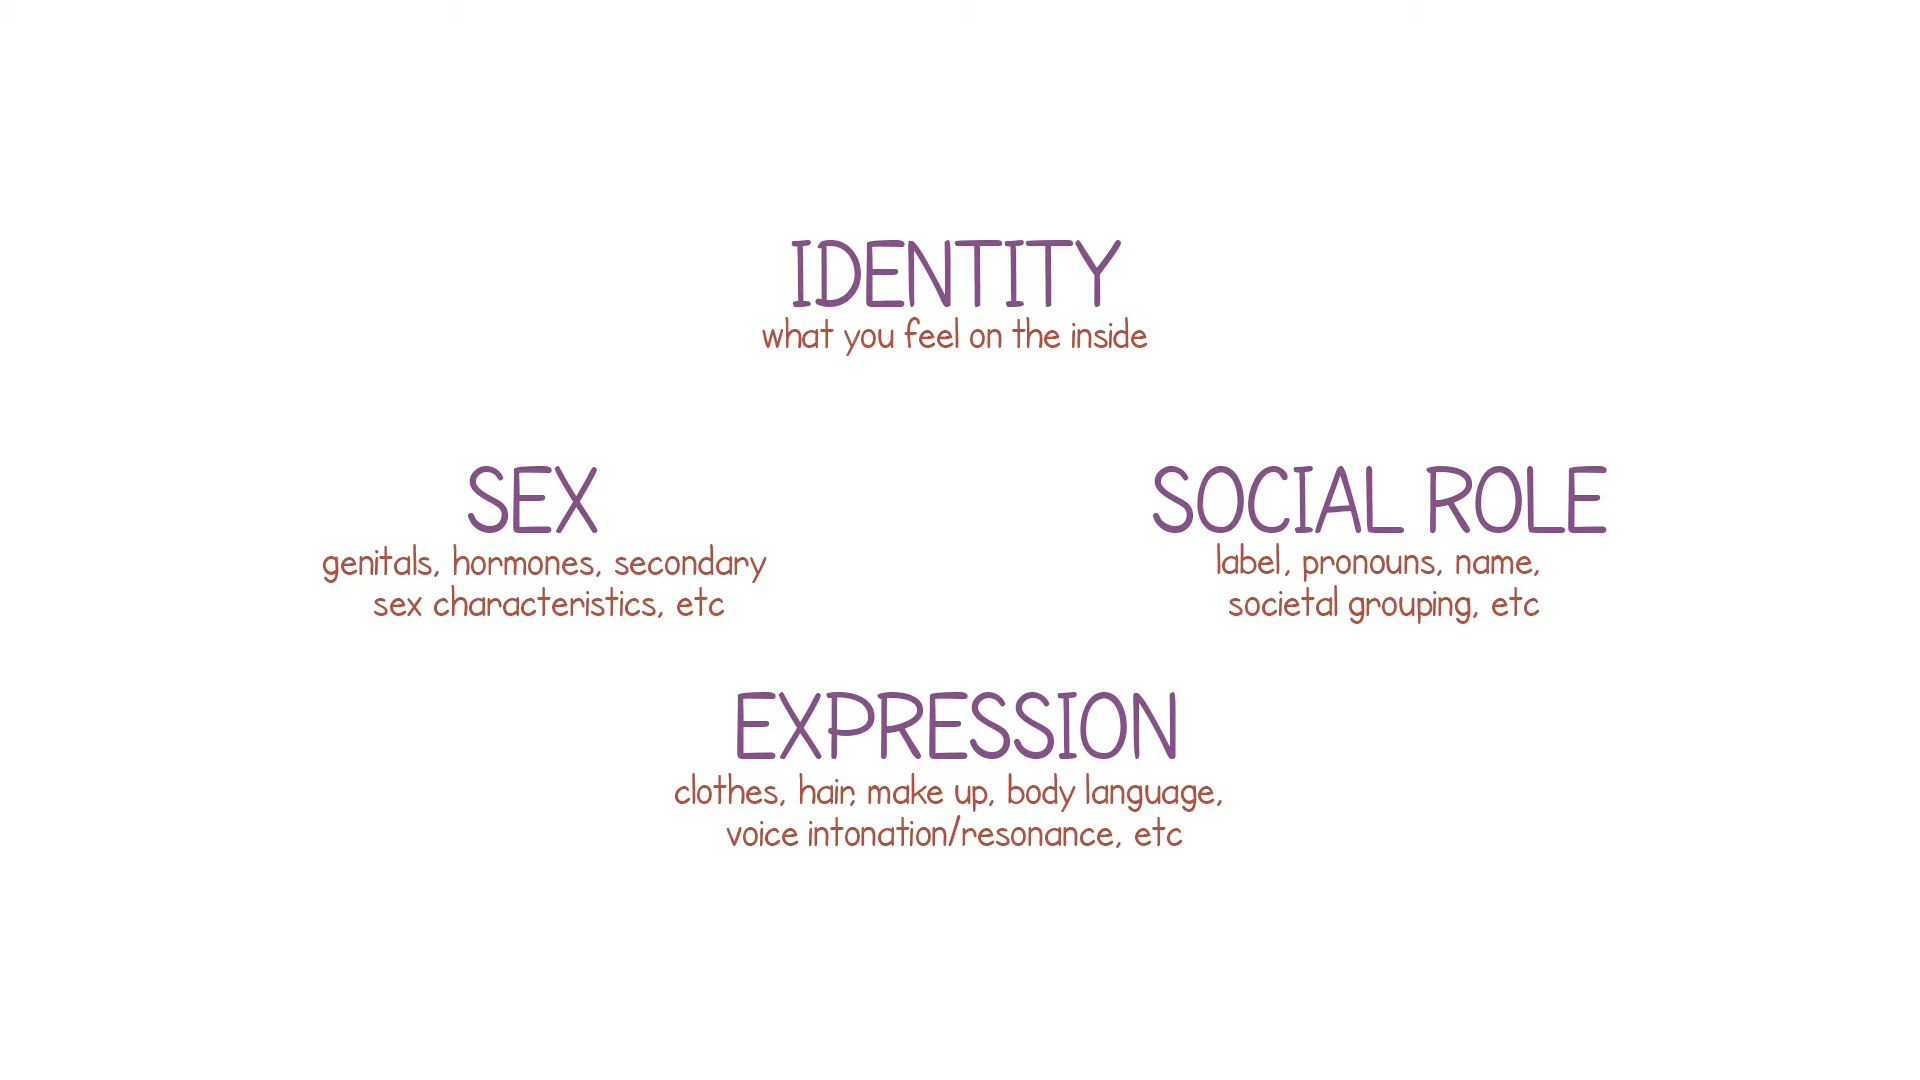 IDENTITY
what you feel on the inside
SEX
genitals, hormones, secondary
sex characteristics, etc
SOCIAL ROLE
label, pronouns, name,
societal grouping, etc
EXPRESSION
clothes, hair, make up, body language,
voice intonation/resonance, etc